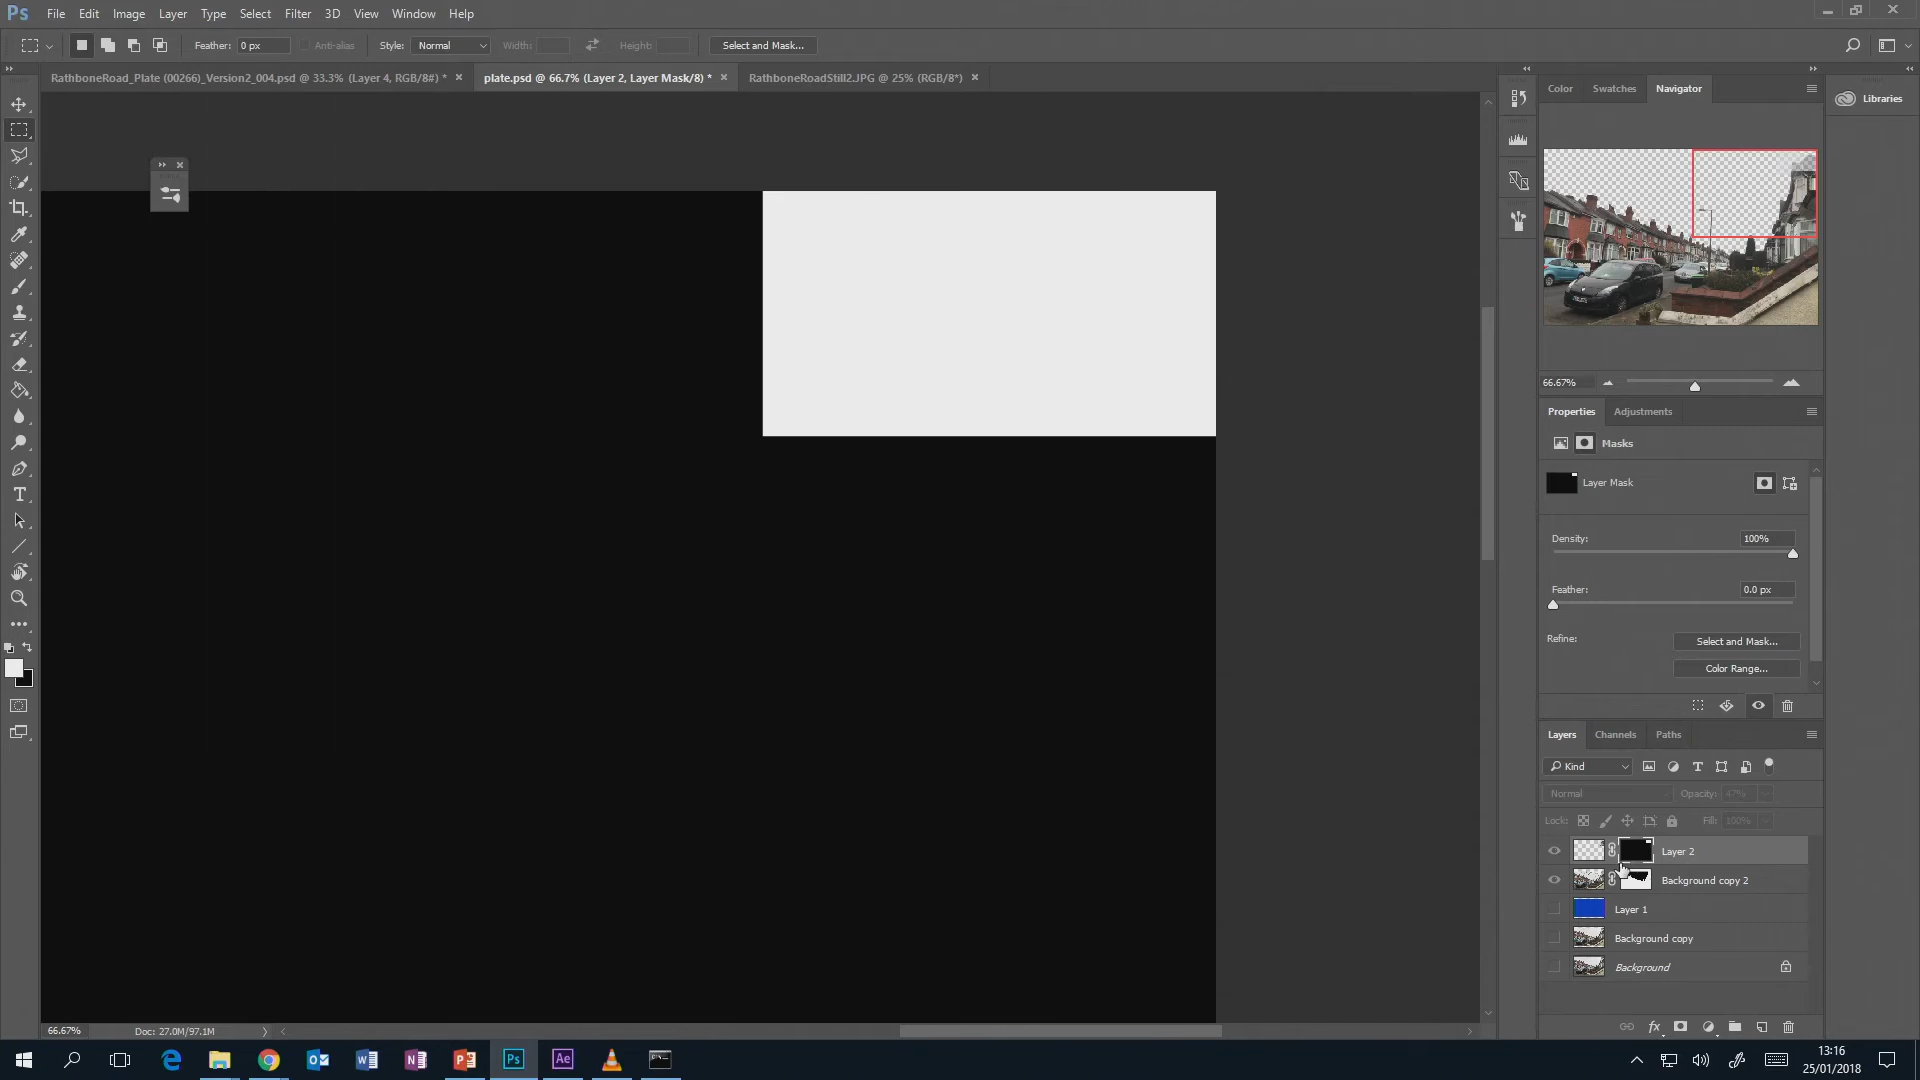 Ps File Edit Image Layer Type Select Filter 3D View Window Help
Feather: 0 px Anti-alias Style: Normal Width: Height: Select and Mask...
RathboneRoad_Plate (00266)_Version2_004.psd @ 33.3% (Layer 4, RGB/8#) * plate.psd @ 66.7% (Layer 2, Layer Mask/8) * RathboneRoadStill2.JPG @ 25% (RGB/8*)
Color Swatches Navigator
Libraries
66.67%
Properties Adjustments
Masks
Layer Mask
Density: 100%
Feather: 0.0 px
Refine: Select and Mask...
Color Range...
Layers Channels Paths
Kind
Normal Opacity: 47%
Lock: Fill: 100%
Layer 2
Background copy 2
Layer 1
Background copy
Background
66.67% Doc: 27.0M/97.1M
Ps Ae
13:16
25/01/2018